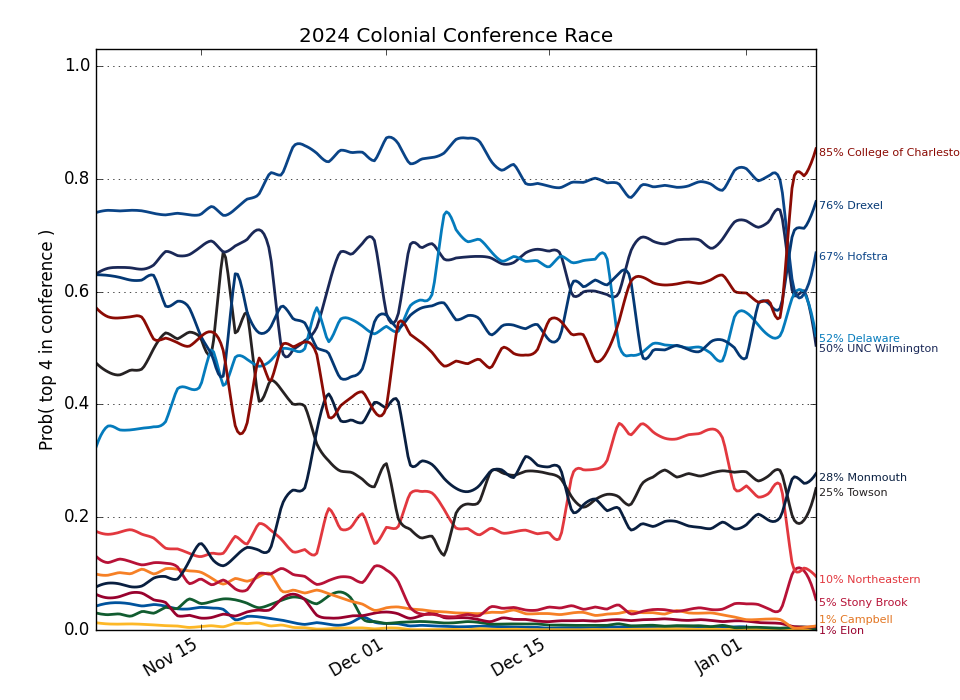 2024 Colonial Conference Race
Prob( top 4 in conference )
1.0
0.8
0.6
0.4
0.2
0.0
Nov 15
Dec 01
Dec 15
Jan 01
85% College of Charlesto
76% Drexel
67% Hofstra
52% Delaware
50% UNC Wilmington
28% Monmouth
25% Towson
10% Northeastern
5% Stony Brook
1% Campbell
1% Elon